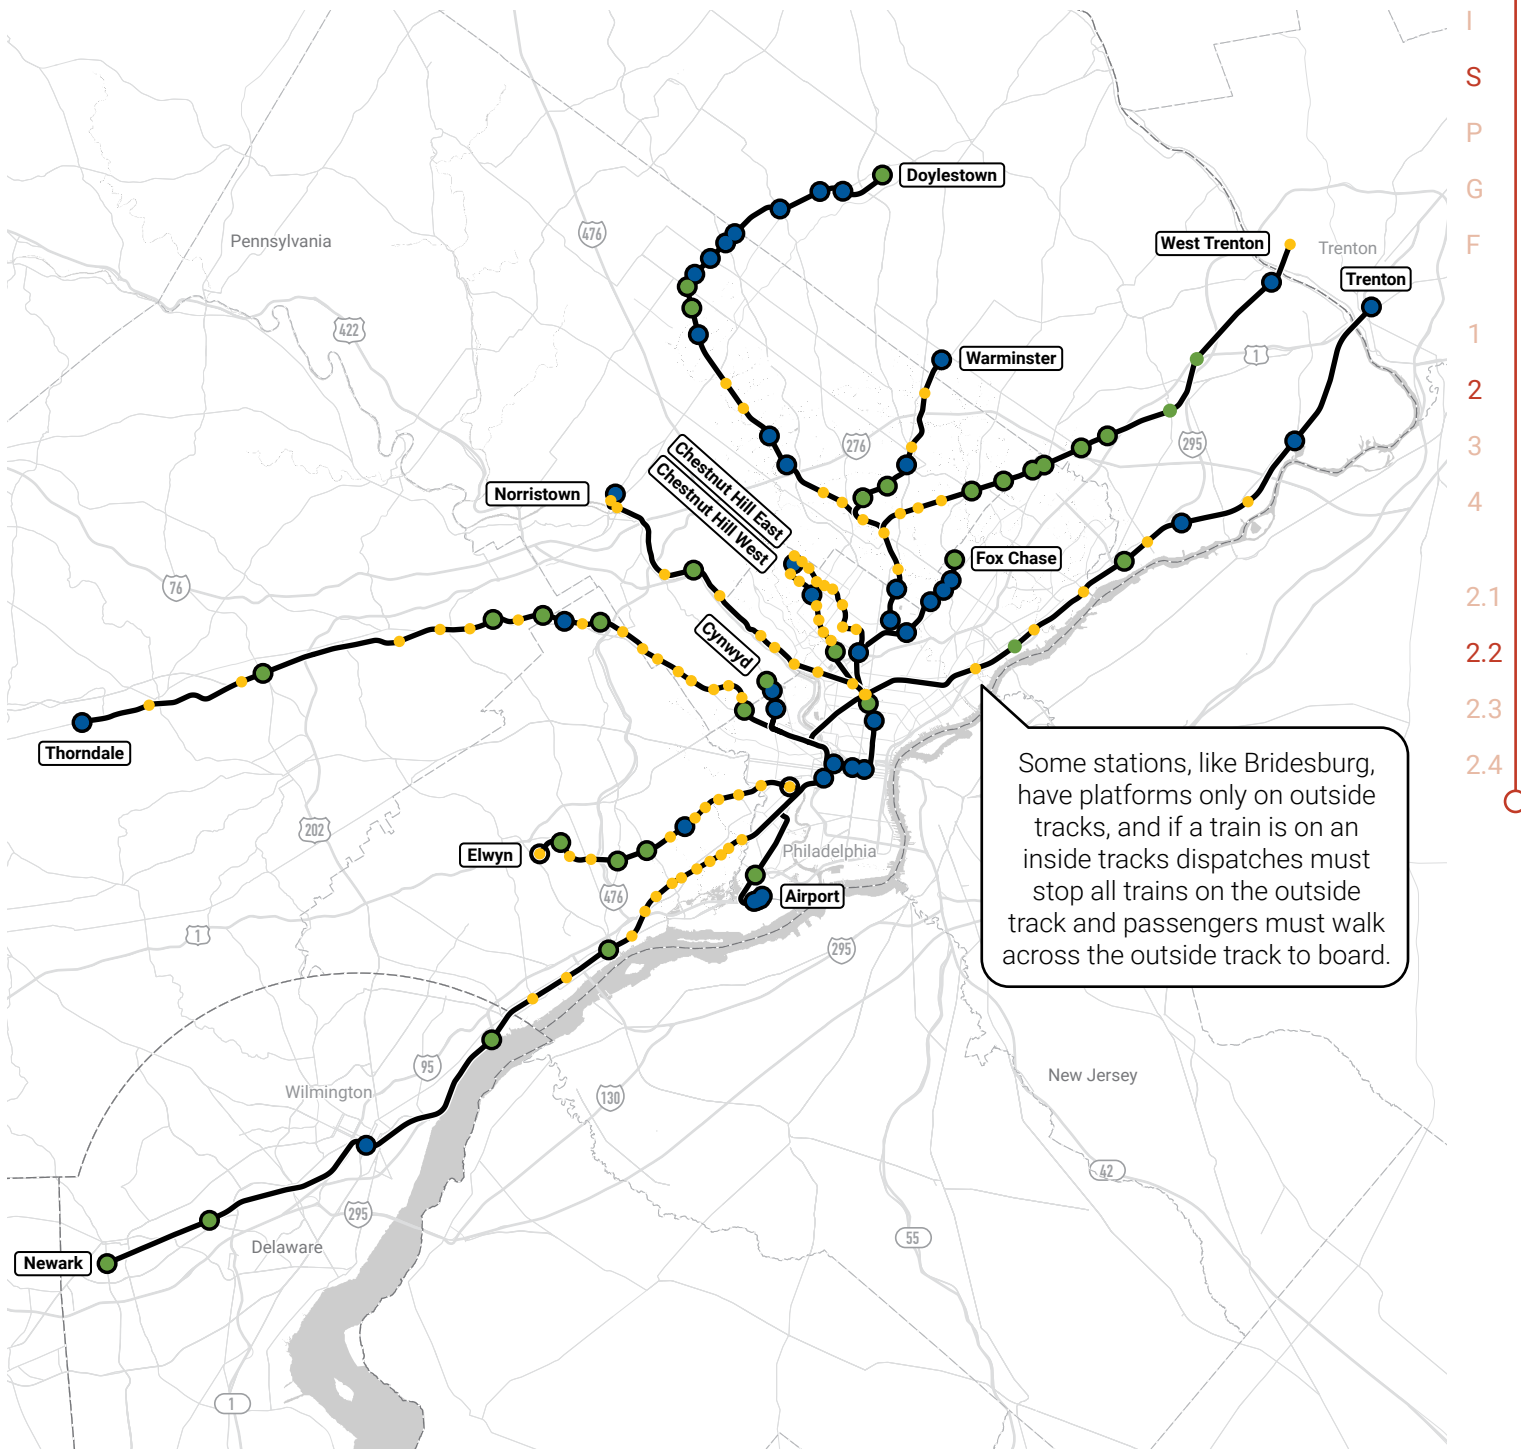 I
S
P
G
F
1
2
3
4
2.1
2.2
2.3
2.4
Doylestown
Pennsylvania
476
West Trenton
Trenton
Trenton
422
1
Warminster
276
295
Chestnut Hill East
Chestnut Hill West
Norristown
Fox Chase
76
Cynwyd
Thorndale
Some stations, like Bridesburg,
have platforms only on outside
tracks, and if a train is on an
inside tracks dispatches must
stop all trains on the outside
track and passengers must walk
across the outside track to board.
202
Elwyn
Philadelphia
476
Airport
1
295
95
Wilmington
130
New Jersey
42
295
Delaware
55
Newark
1